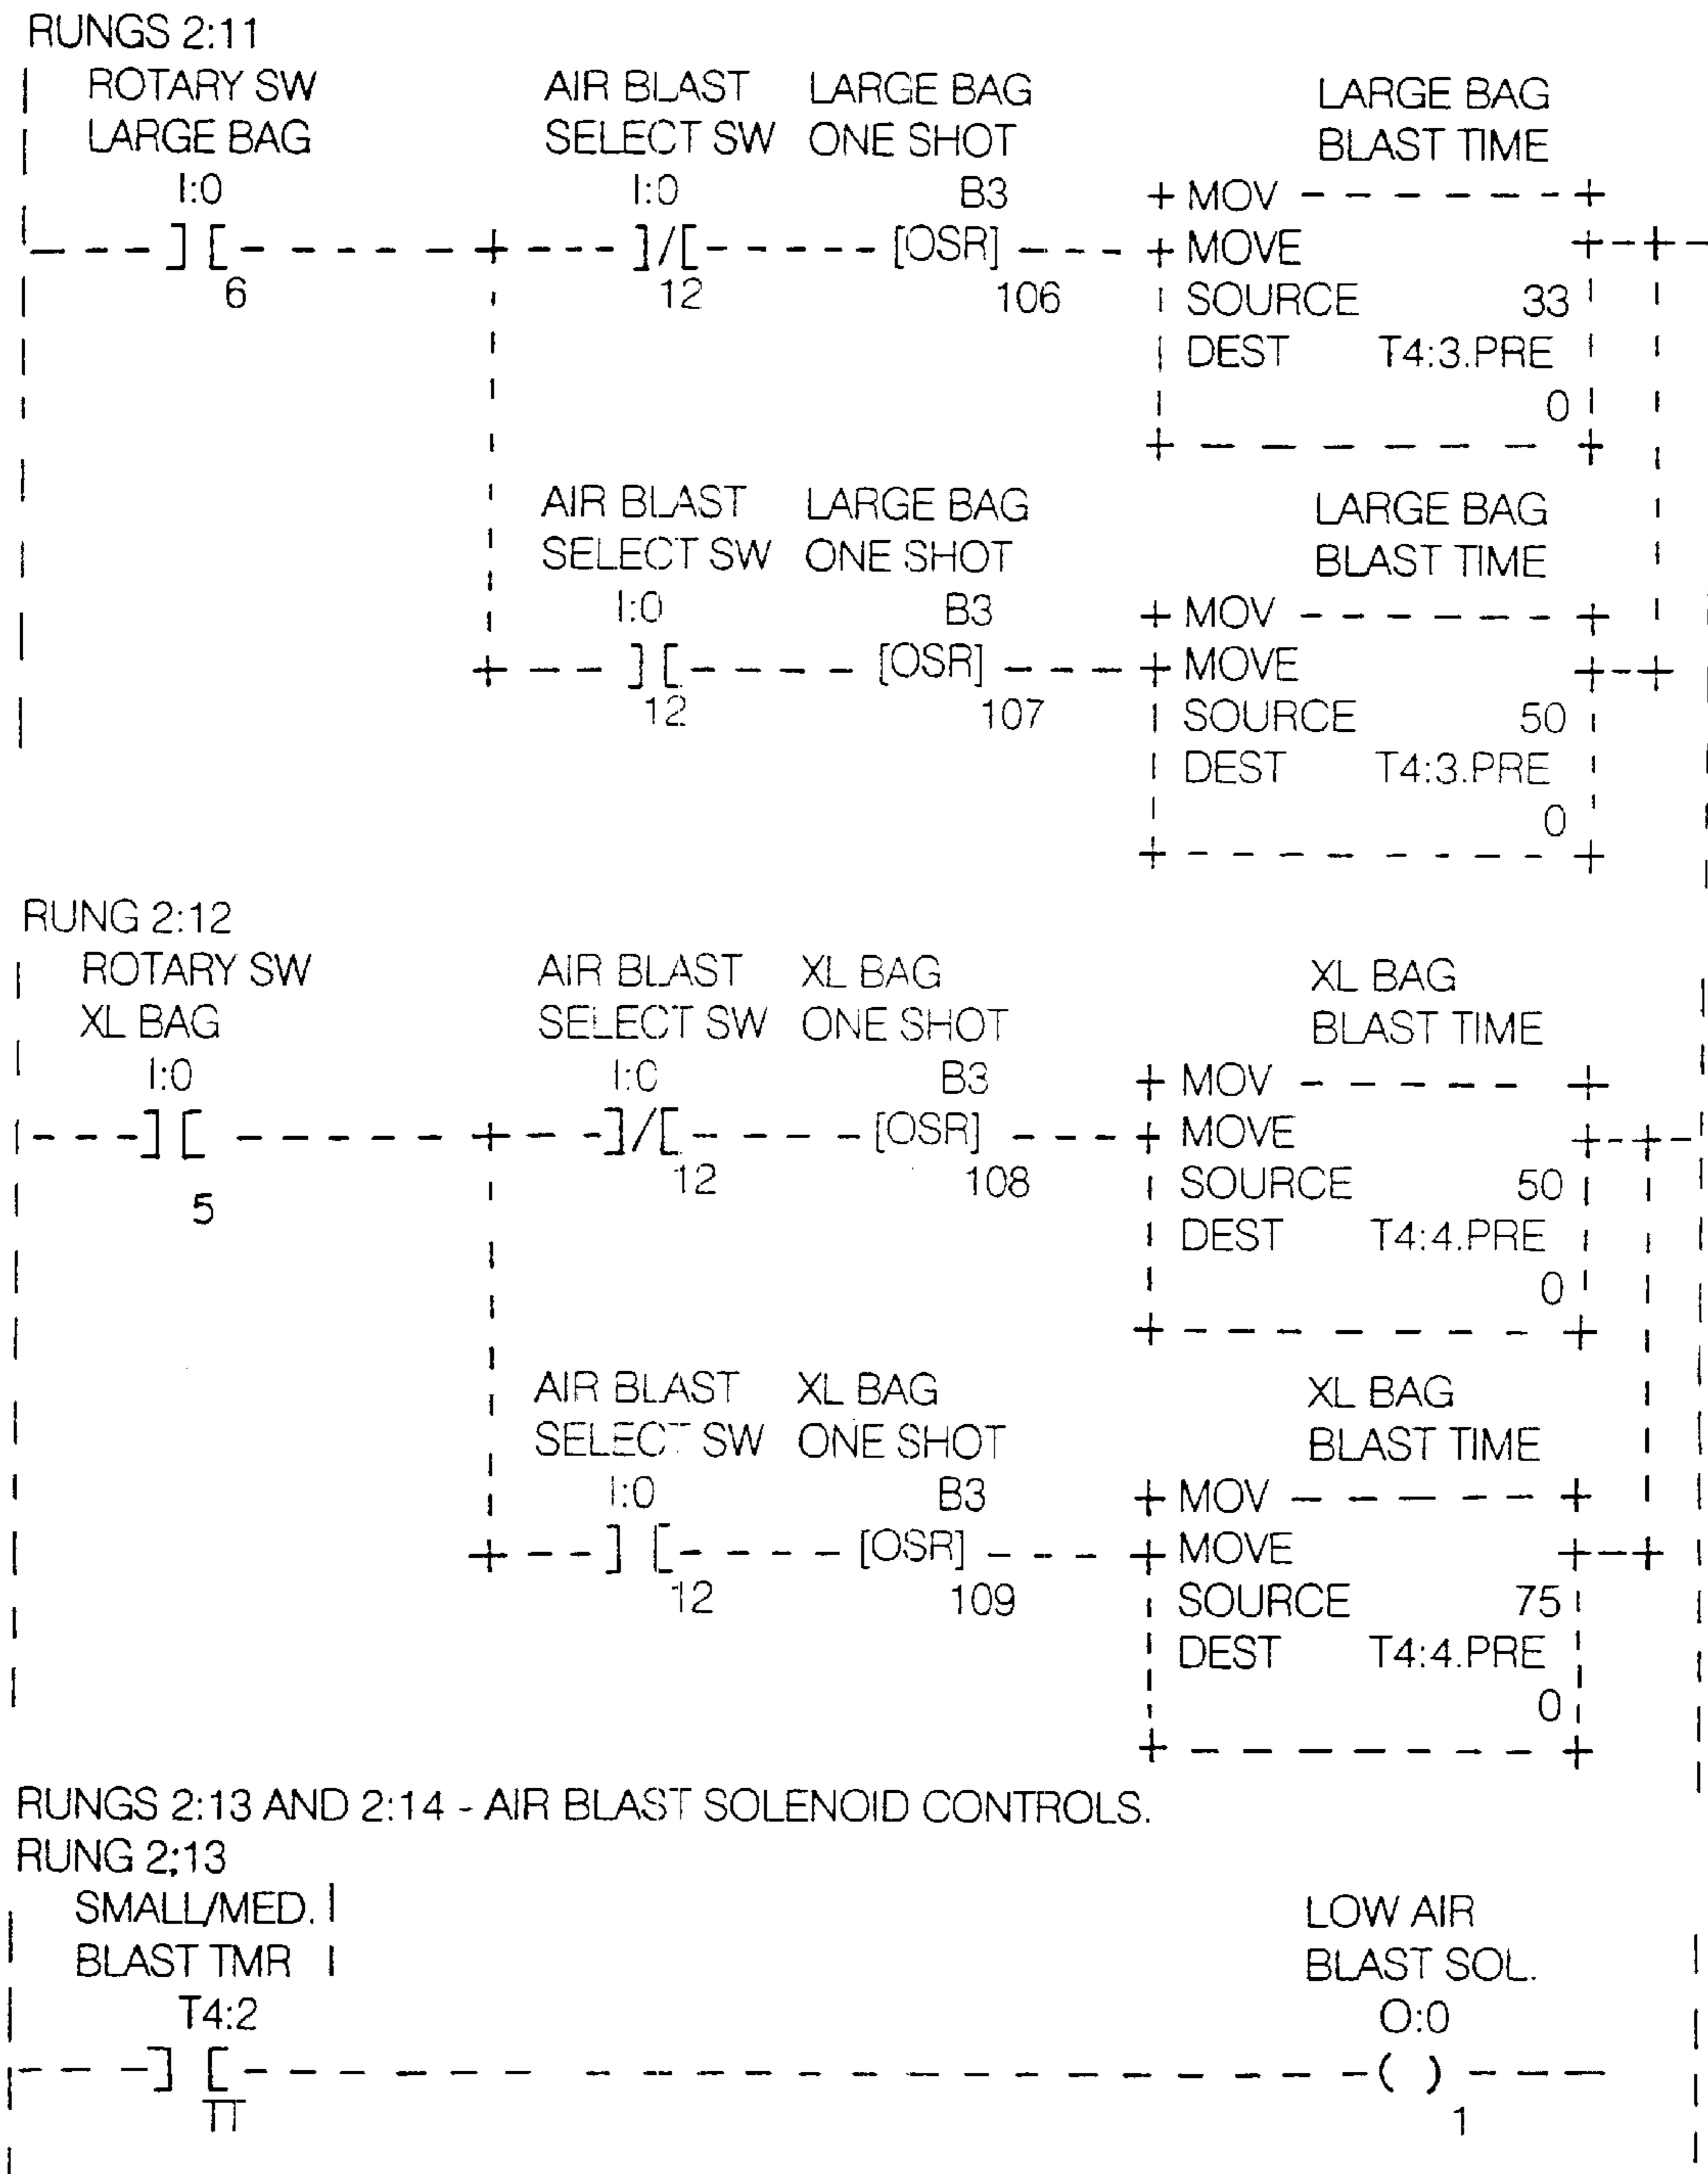 RUNGS 2:11
ROTARY SW AIR BLAST LARGE BAG LARGE BAG
LARGE BAG SELECT SW ONE SHOT BLAST TIME
I:0 I:0 B3 + MOV - - - - - - +
- - - ] [ - - - - - + - - - ]/[ - - - - - [OSR] - - - + MOVE + - + -
6 12 106 SOURCE 33
DEST T4:3.PRE
0
+ - - - - - - +
AIR BLAST LARGE BAG LARGE BAG
SELECT SW ONE SHOT BLAST TIME
I:0 B3 + MOV - - - - - - +
+ - - - ] [ - - - - - [OSR] - - - + MOVE + - +
12 107 SOURCE 50
DEST T4:3.PRE
0
+ - - - - - - - - +
RUNG 2:12
ROTARY SW AIR BLAST XL BAG XL BAG
XL BAG SELECT SW ONE SHOT BLAST TIME
I:0 I:0 B3 + MOV - - - - - +
- - - ] [ - - - - - - + - - - ]/[ - - - - - [OSR] - - - + MOVE + - + -
5 12 108 SOURCE 50
DEST T4:4.PRE
0
+ - - - - - - - - +
AIR BLAST XL BAG XL BAG
SELECT SW ONE SHOT BLAST TIME
I:0 B3 + MOV - - - - - - +
+ - - ] [ - - - - - [OSR] - - - + MOVE + - +
12 109 SOURCE 75
DEST T4:4.PRE
0
+ - - - - - - - +
RUNGS 2:13 AND 2:14 - AIR BLAST SOLENOID CONTROLS.
RUNG 2;13
SMALL/MED. LOW AIR
BLAST TMR BLAST SOL.
T4:2 O:0
- - - ] [ - - - - - - - - - - - - - - - - - - - - - ( ) - - -
TT 1